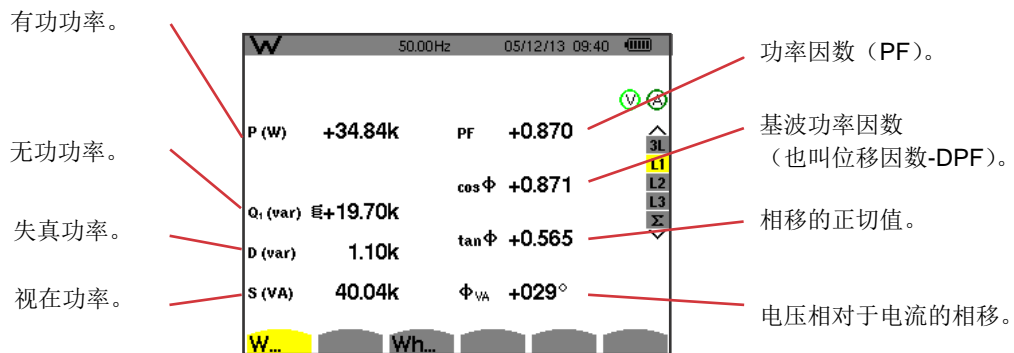 有功功率。
W 50.00Hz 05/12/13 09:40
功率因数（PF）。
V A
P (W) +34.84k PF +0.870
基波功率因数
（也叫位移因数-DPF）。
3L
L1
无功功率。
cosΦ +0.871
L2
L3
Σ
Q₁ (var) +19.70k
相移的正切值。
失真功率。
tanΦ +0.565
D (var) 1.10k
视在功率。
S (VA) 40.04k ΦVA +029°
电压相对于电流的相移。
W... Wh...